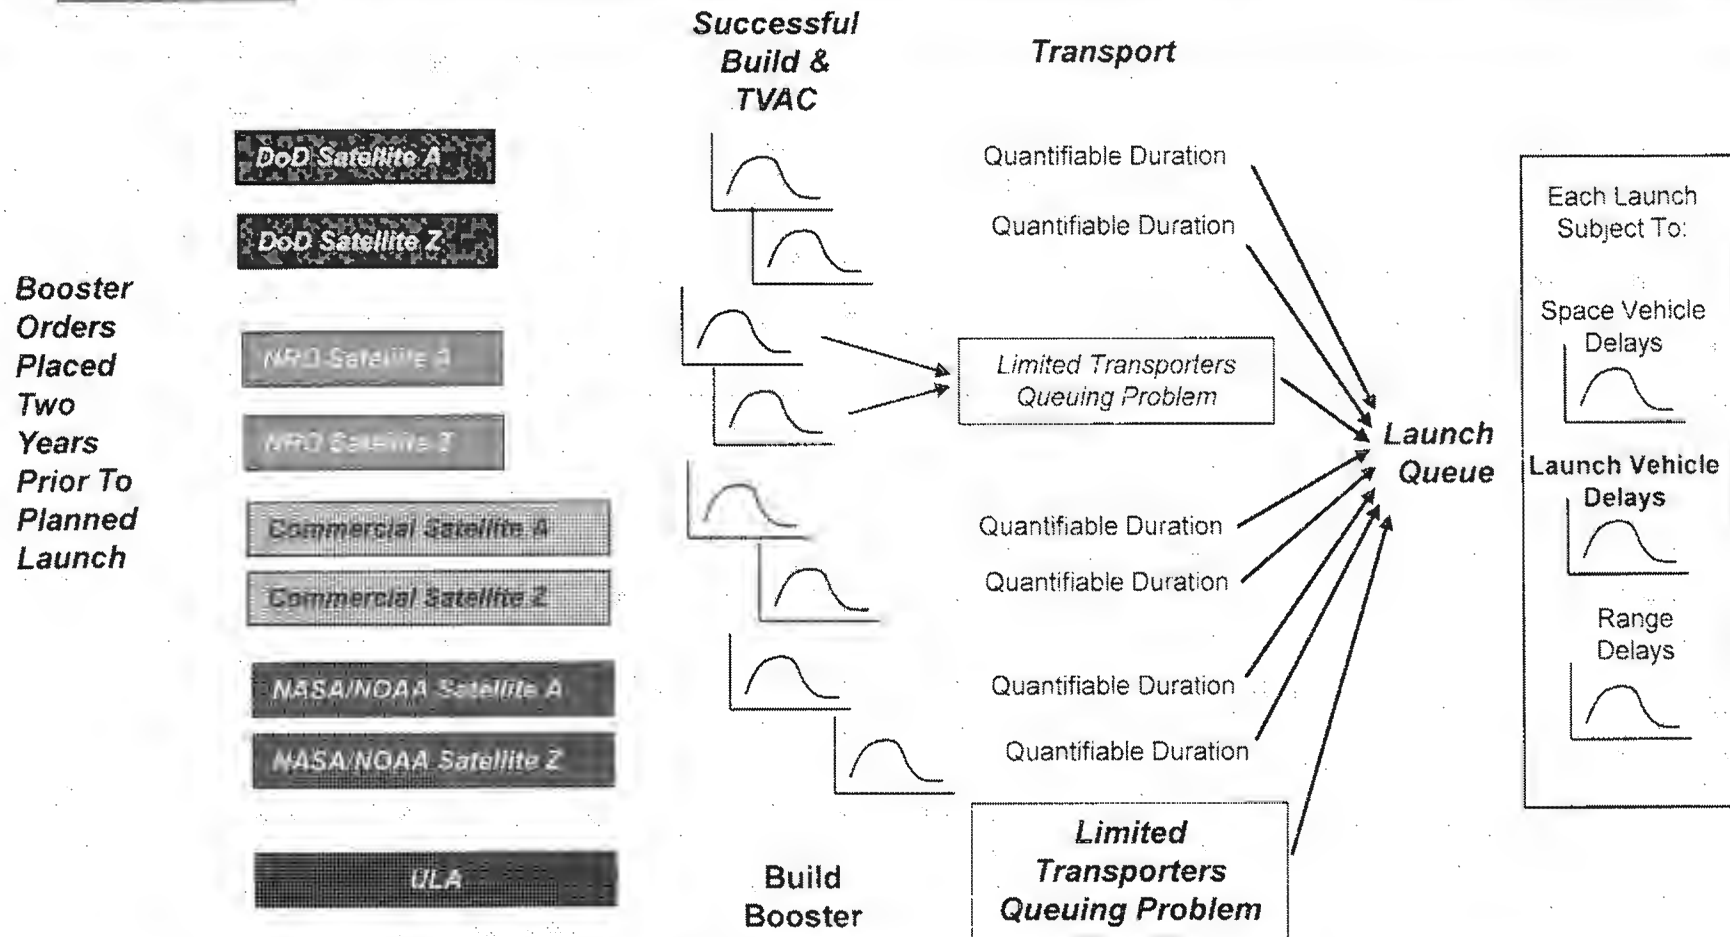 Successful
Build &
TVAC
Transport
Booster
Orders
Placed
Two
Years
Prior To
Planned
Launch
DoD Satellite A
DoD Satellite Z
NRO Satellite A
NRO Satellite Z
Commercial Satellite A
Commercial Satellite Z
NASA/NOAA Satellite A
NASA/NOAA Satellite Z
ULA
Build
Booster
Quantifiable Duration
Quantifiable Duration
Limited Transporters
Queuing Problem
Quantifiable Duration
Quantifiable Duration
Quantifiable Duration
Quantifiable Duration
Limited
Transporters
Queuing Problem
Launch
Queue
Each Launch
Subject To:
Space Vehicle
Delays
Launch Vehicle
Delays
Range
Delays